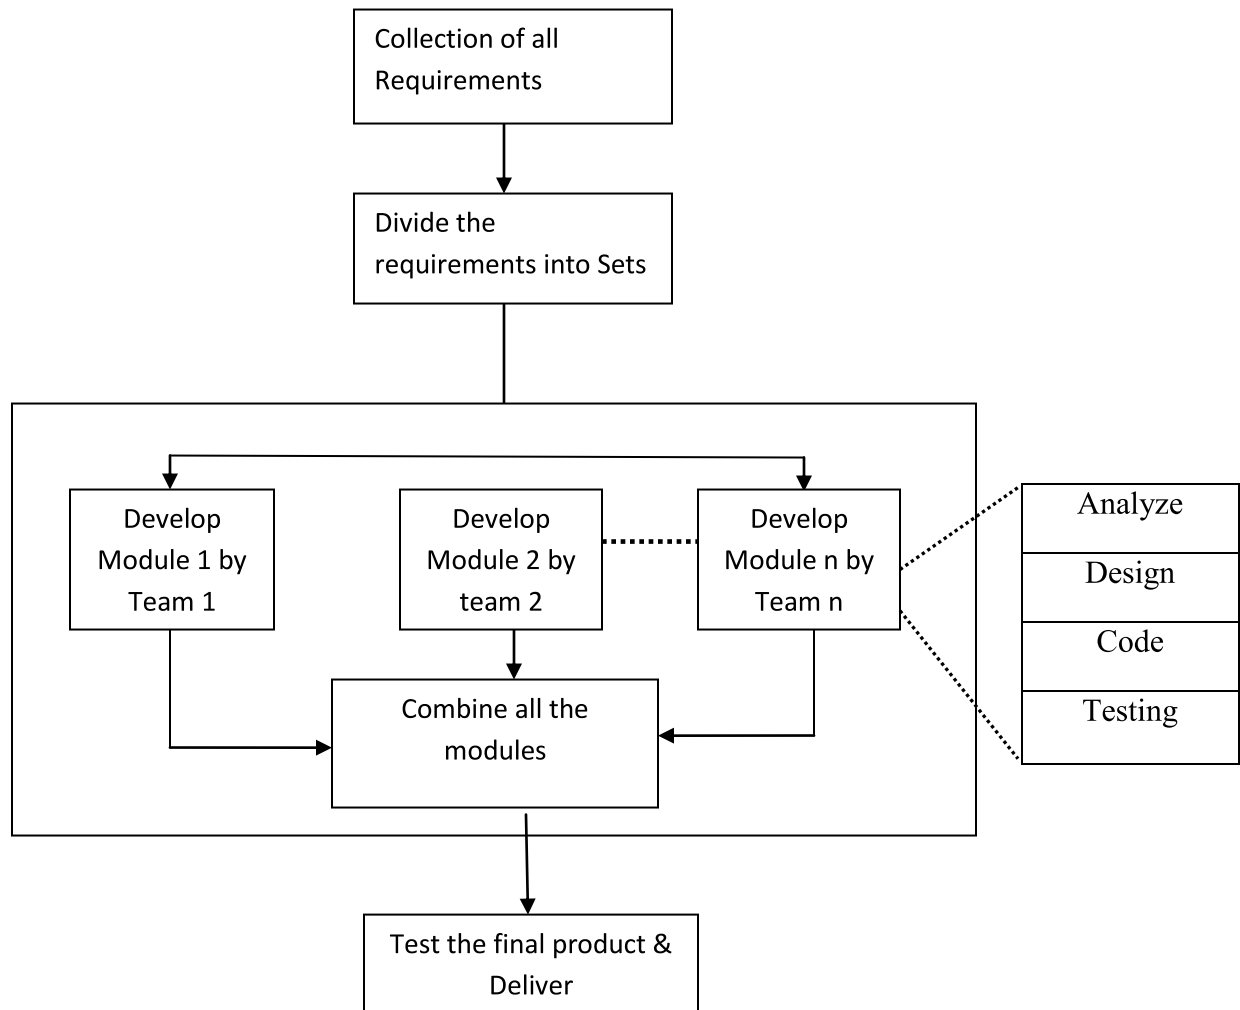 Collection of all
Requirements
Divide the
requirements into Sets
Develop
Module 1 by
Team 1
Develop
Module 2 by
team 2
Develop
Module n by
Team n
Analyze
Design
Code
Testing
Combine all the
modules
Test the final product &
Deliver